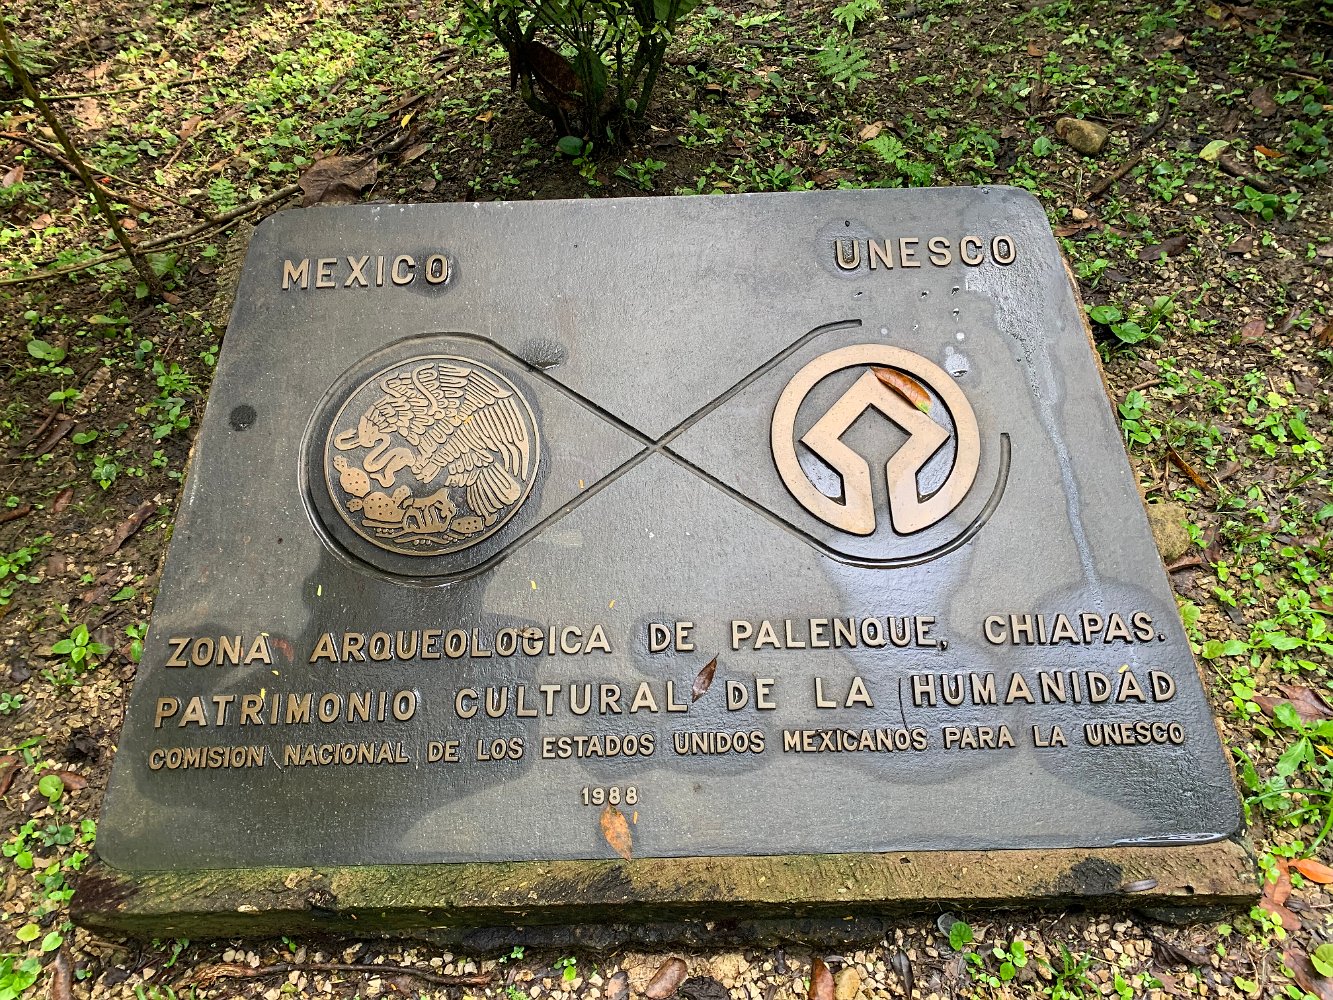 MEXICO
UNESCO
ZONA ARQUEOLOGICA DE PALENQUE, CHIAPAS.
PATRIMONIO CULTURAL DE LA HUMANIDAD
COMISION NACIONAL DE LOS ESTADOS UNIDOS MEXICANOS PARA LA UNESCO
1988